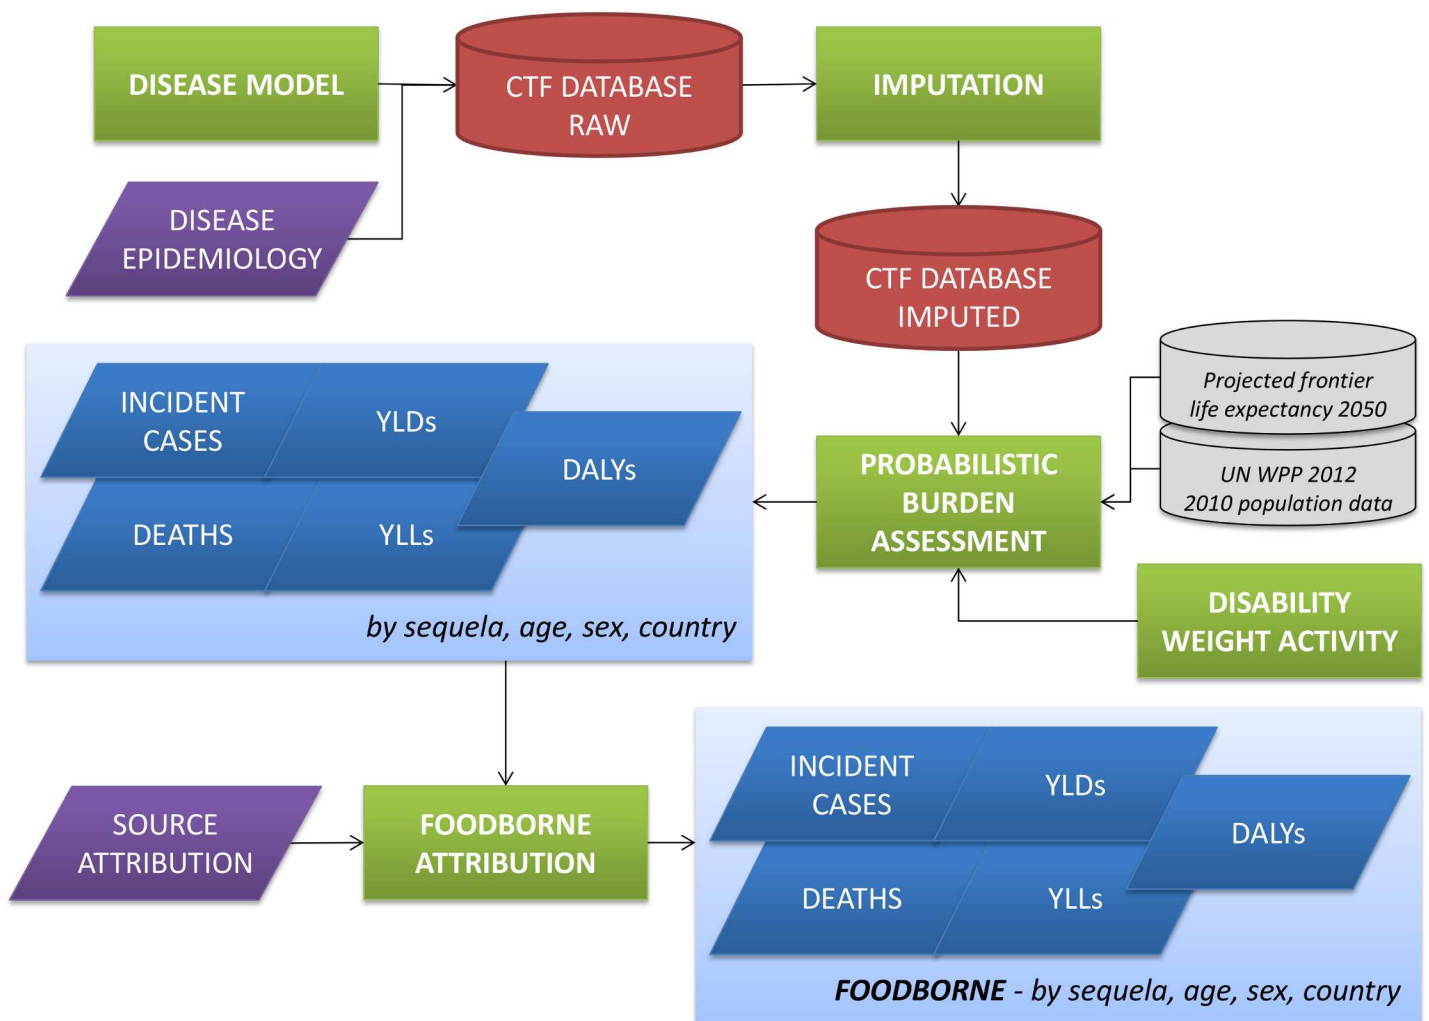 DISEASE MODEL
CTF DATABASE
RAW
IMPUTATION
DISEASE
EPIDEMIOLOGY
CTF DATABASE
IMPUTED
Projected frontier
life expectancy 2050
UN WPP 2012
2010 population data
PROBABILISTIC
BURDEN
ASSESSMENT
DISABILITY
WEIGHT ACTIVITY
INCIDENT
CASES
YLDs
DALYs
DEATHS
YLLs
by sequela, age, sex, country
SOURCE
ATTRIBUTION
FOODBORNE
ATTRIBUTION
INCIDENT
CASES
YLDs
DALYs
DEATHS
YLLs
FOODBORNE - by sequela, age, sex, country